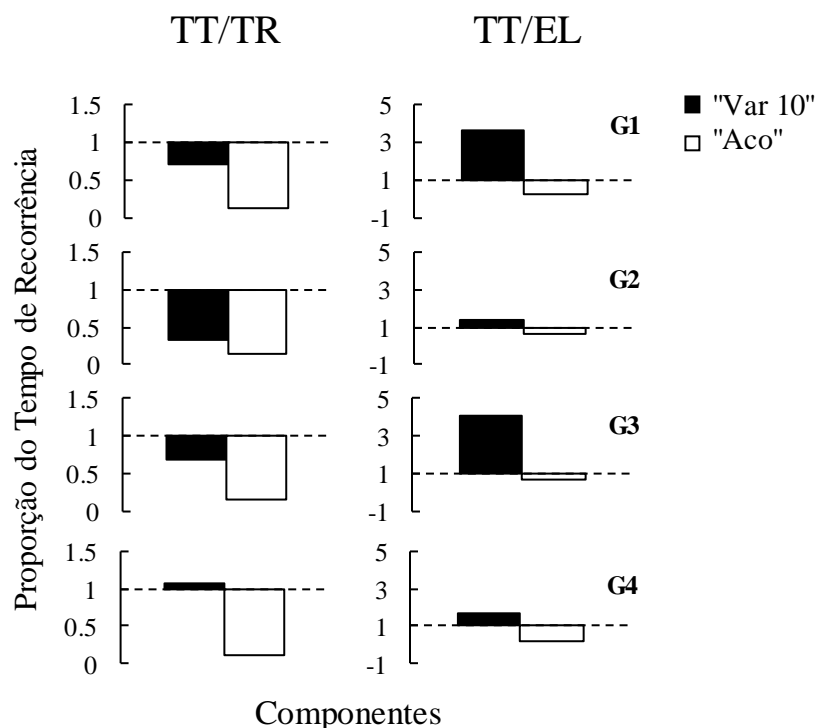 TT/TR TT/EL
1.5 5 "Var 10"
1 3 G1 "Aco"
0.5 1
0 -1
1.5 5
1 3 G2
0.5 1
0 -1
1.5 5
1 3 G3
0.5 1
0 -1
1.5 5
1 3 G4
0.5 1
0 -1
Proporção do Tempo de Recorrência
Componentes